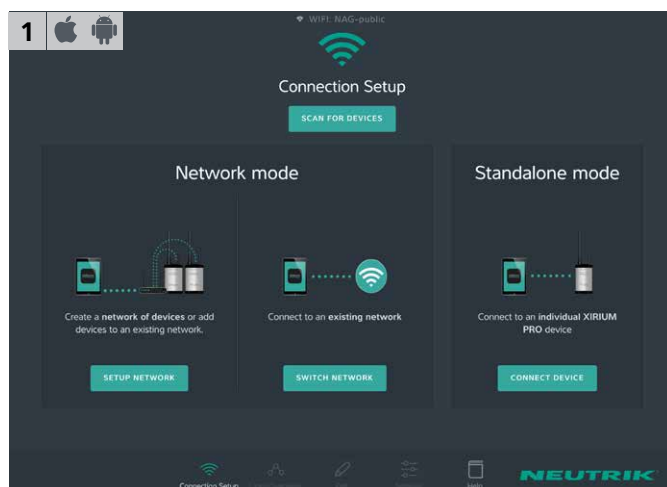 1
WIFI: NAG-public
Connection Setup
SCAN FOR DEVICES
Network mode
Standalone mode
Create a network of devices or add
devices to an existing network.
Connect to an existing network
Connect to an individual XIRIUM
PRO device
SETUP NETWORK
SWITCH NETWORK
CONNECT DEVICE
Connection Setup
Help
NEUTRIK